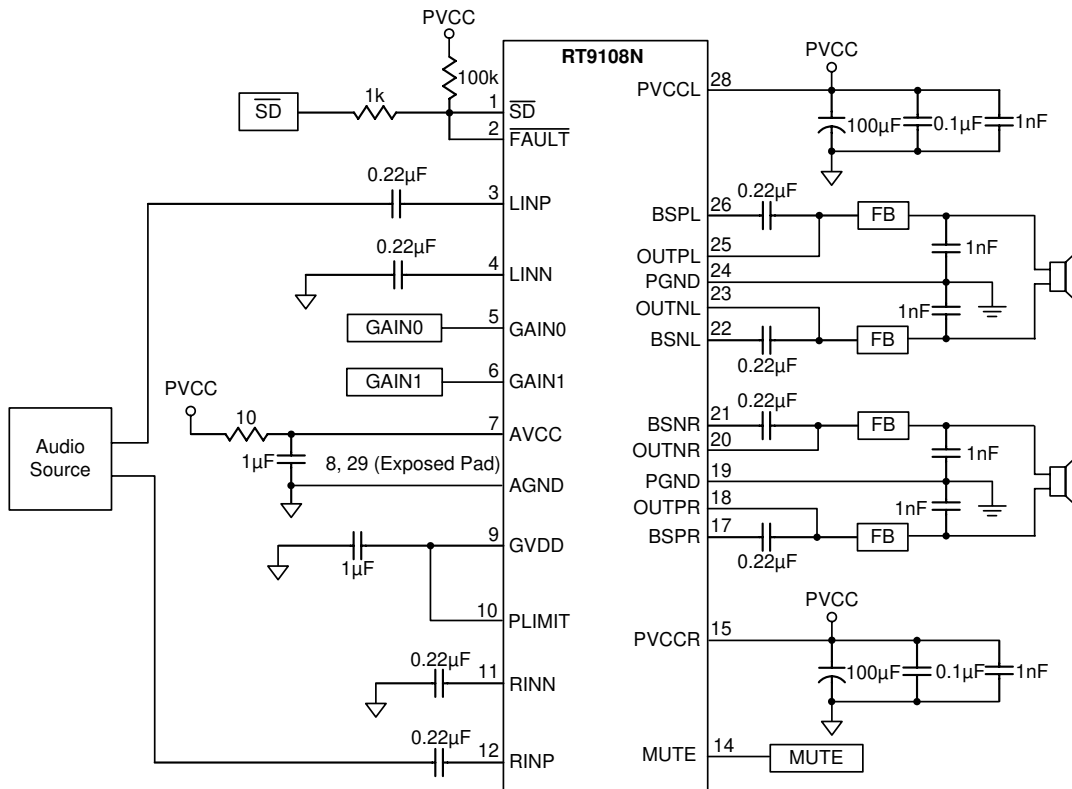 PVCC
RT9108N
100k
1k
SD
1
SD
2
FAULT
0.22µF
3
LINP
0.22µF
4
LINN
GAIN0
5
GAIN0
GAIN1
6
GAIN1
PVCC
10
7
AVCC
1µF
8, 29 (Exposed Pad)
AGND
Audio
Source
9
GVDD
1µF
10
PLIMIT
0.22µF
11
RINN
0.22µF
12
RINP
PVCC
PVCCL
28
100µF
0.1µF
1nF
0.22µF
BSPL
26
FB
OUTPL
25
1nF
PGND
24
OUTNL
23
1nF
BSNL
22
FB
0.22µF
0.22µF
BSNR
21
FB
OUTNR
20
1nF
PGND
19
OUTPR
18
1nF
BSPR
17
FB
0.22µF
PVCC
PVCCR
15
100µF
0.1µF
1nF
MUTE
14
MUTE